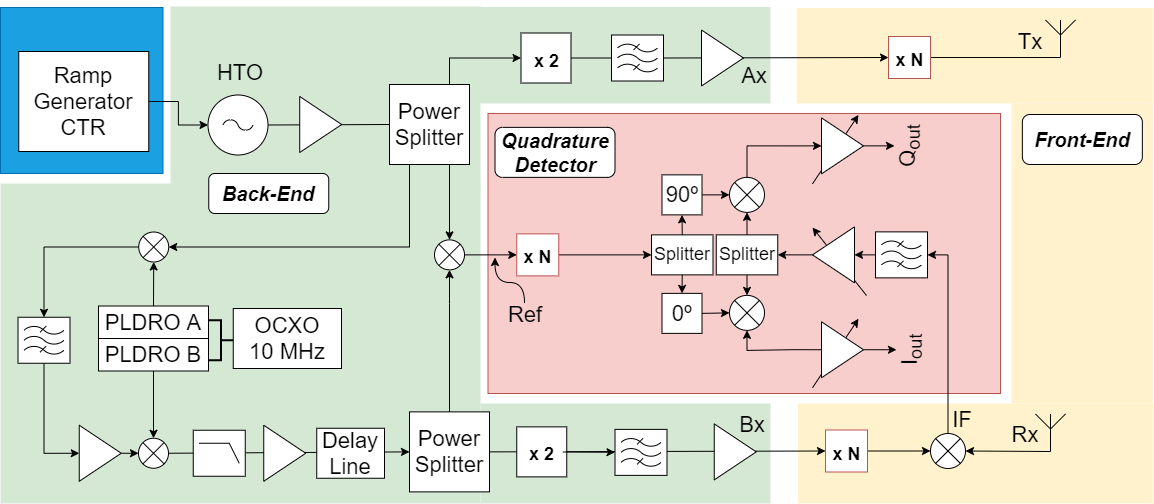 Ramp
Generator
CTR
HTO
Power
Splitter
x 2
Ax
x N
Tx
Back-End
Quadrature
Detector
Front-End
90º
Qout
Splitter
Splitter
x N
Ref
0º
Iout
PLDRO A
PLDRO B
OCXO
10 MHz
Delay
Line
Power
Splitter
x 2
Bx
x N
IF
Rx